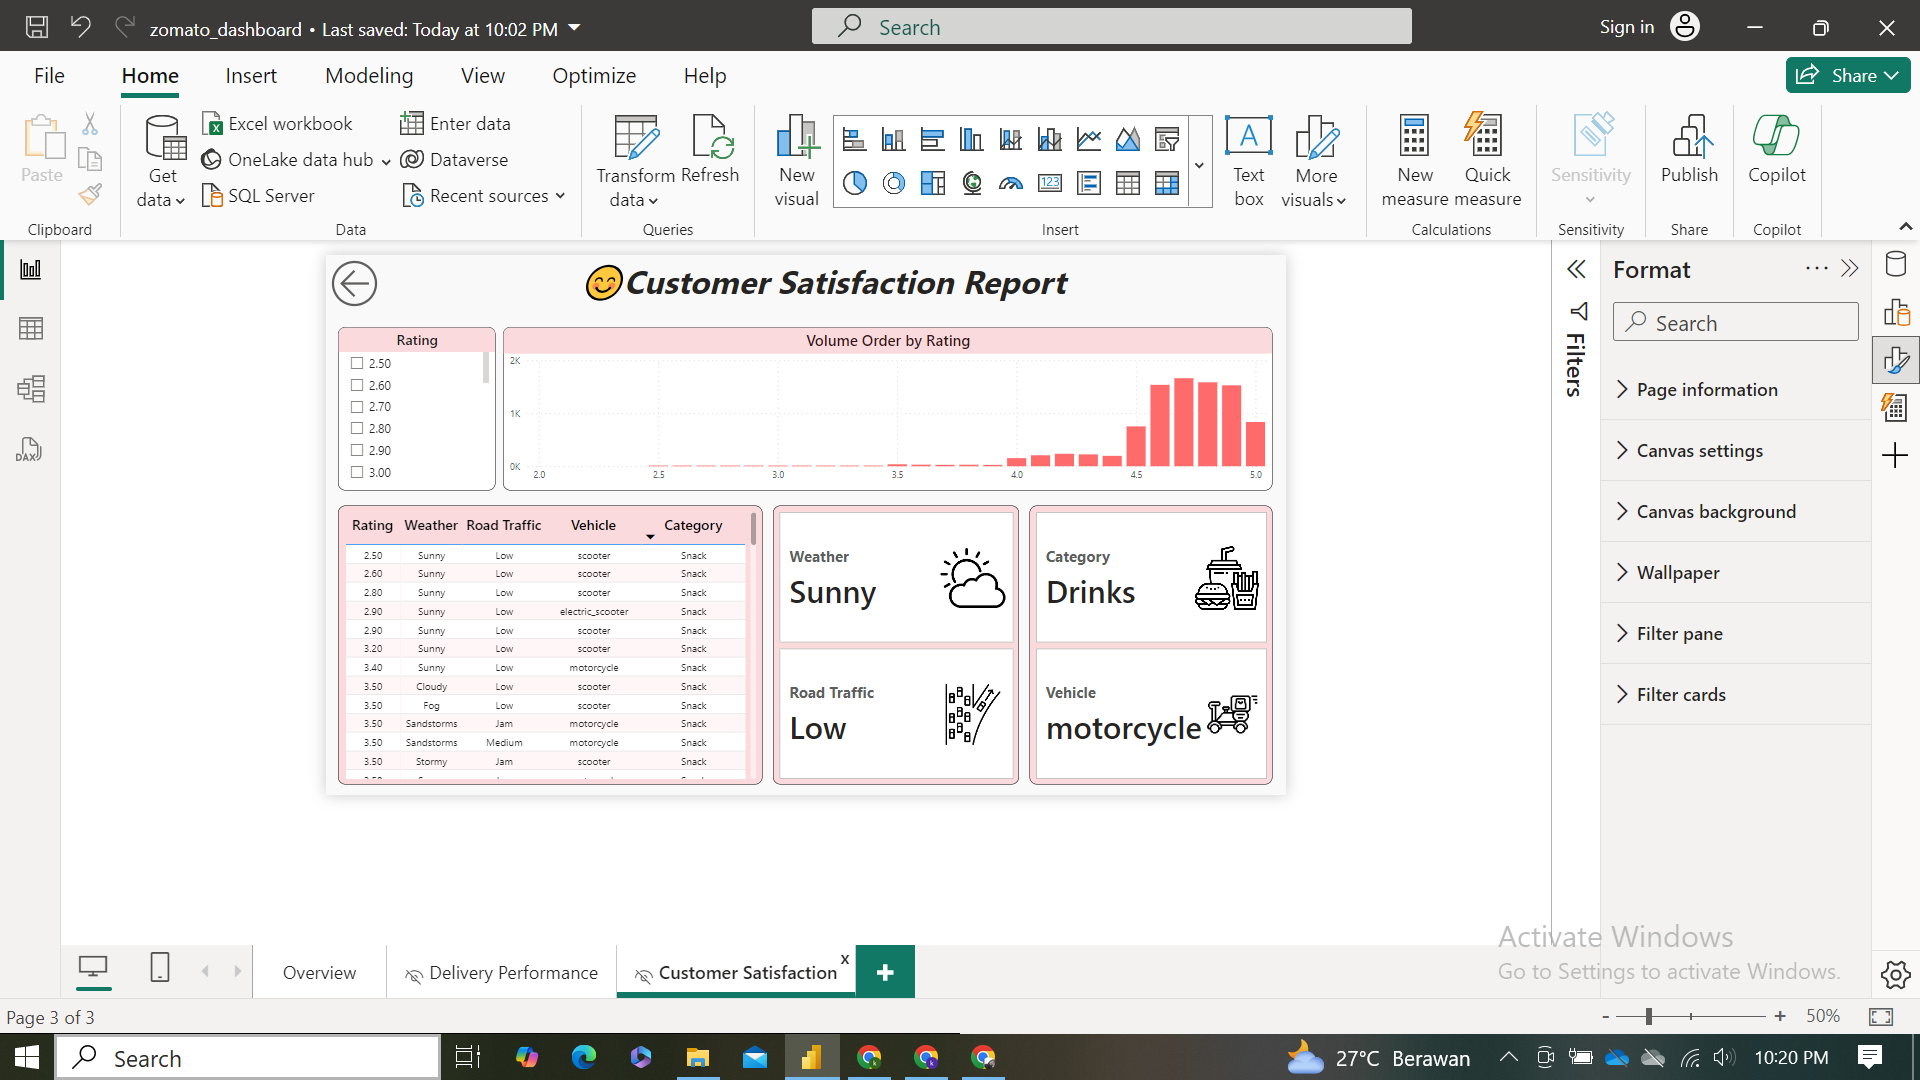 zomato_dashboard • Last saved: Today at 10:02 PM
Search
Sign in
File Home Insert Modeling View Optimize Help
Share
Paste
Clipboard
Get data
Excel workbook
OneLake data hub
SQL Server
Enter data
Dataverse
Recent sources
Data
Transform data
Refresh
Queries
New visual
123
A
Text box
More visuals
Insert
New measure
Quick measure
Calculations
Sensitivity
Sensitivity
Publish
Share
Copilot
Copilot
DAX
Customer Satisfaction Report
Rating
2.50
2.60
2.70
2.80
2.90
3.00
Volume Order by Rating
2K
1K
0K
2.0 2.5 3.0 3.5 4.0 4.5 5.0
Rating Weather Road Traffic Vehicle Category
2.50 Sunny Low scooter Snack
2.60 Sunny Low scooter Snack
2.80 Sunny Low scooter Snack
2.90 Sunny Low electric_scooter Snack
2.90 Sunny Low scooter Snack
3.20 Sunny Low scooter Snack
3.40 Sunny Low motorcycle Snack
3.50 Cloudy Low scooter Snack
3.50 Fog Low scooter Snack
3.50 Sandstorms Jam motorcycle Snack
3.50 Sandstorms Medium motorcycle Snack
3.50 Stormy Jam scooter Snack
Weather
Sunny
Road Traffic
Low
Category
Drinks
Vehicle
motorcycle
Filters
Format
Search
Page information
Canvas settings
Canvas background
Wallpaper
Filter pane
Filter cards
Activate Windows
Go to Settings to activate Windows.
Overview
Delivery Performance
Customer Satisfaction
x
+
Page 3 of 3
- + 50%
Search
27°C Berawan
10:20 PM